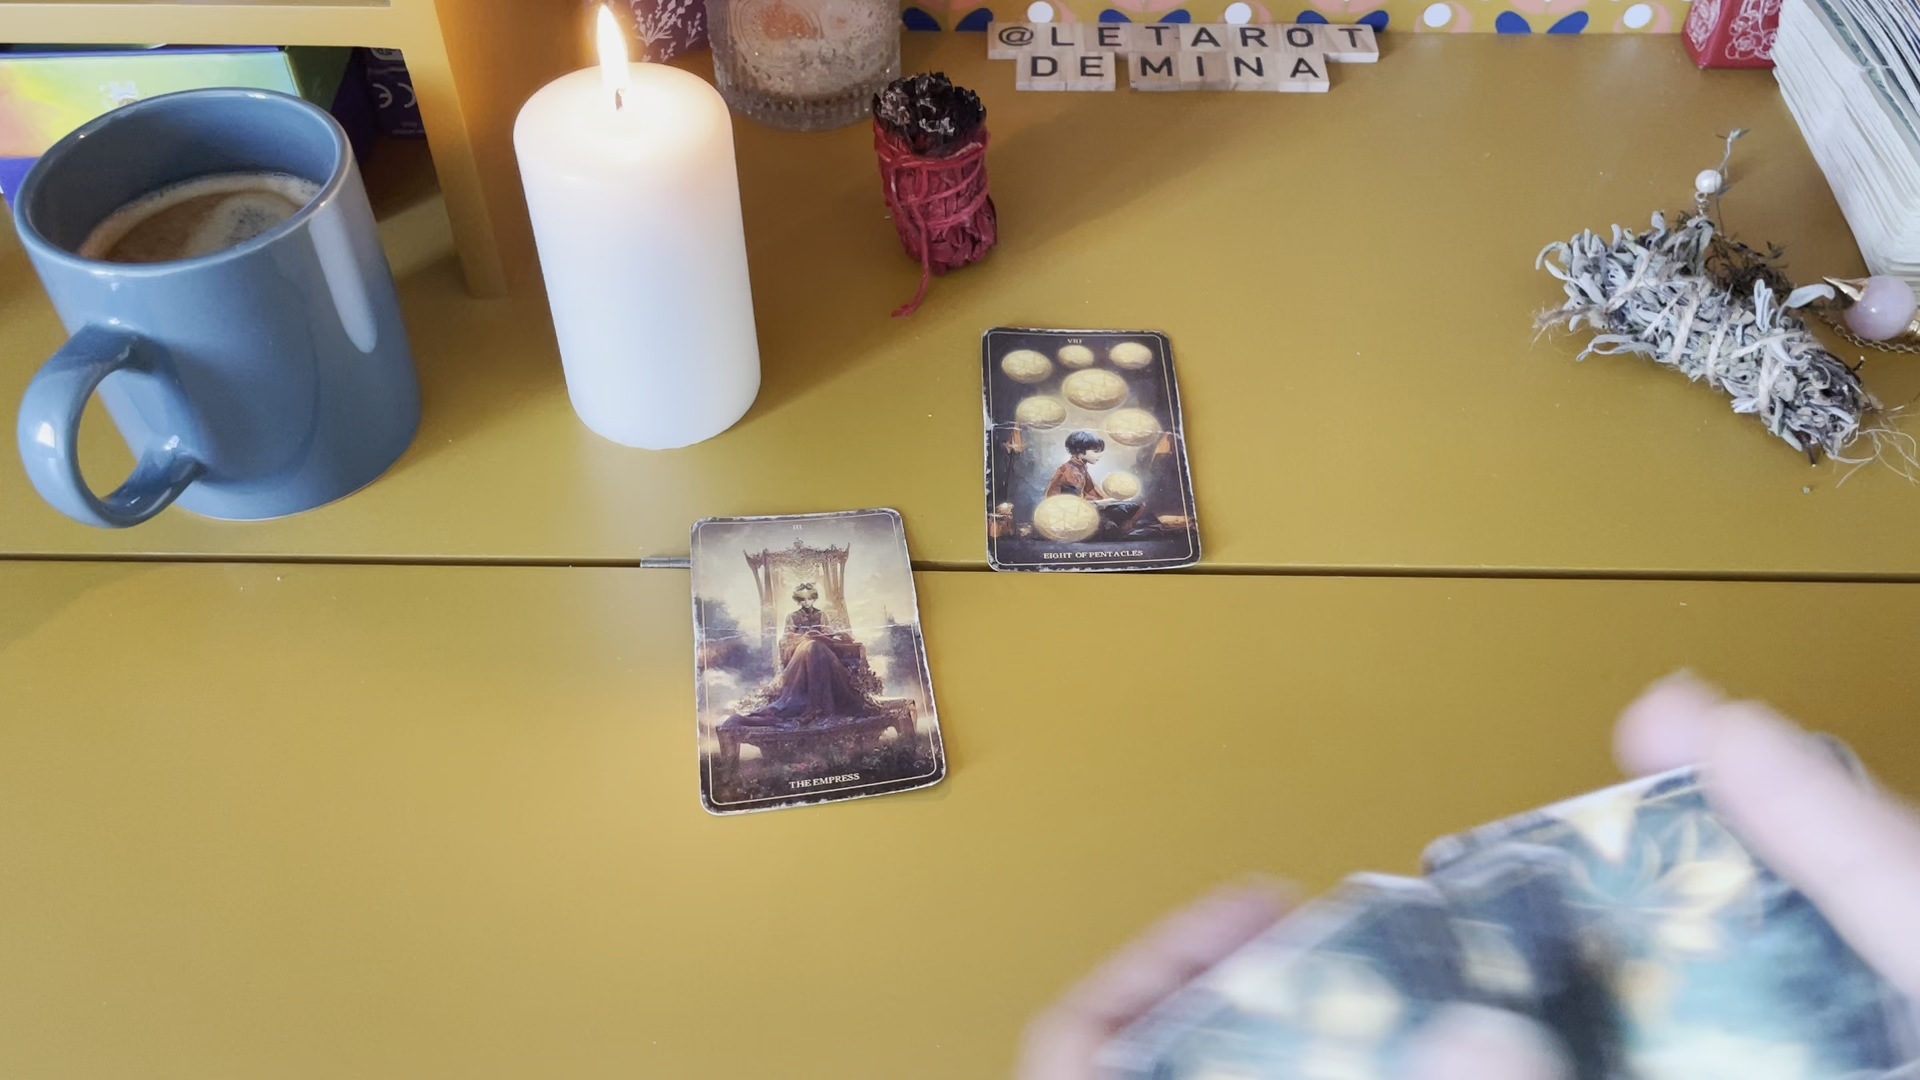 @LETAROT
DEMINA
VIII
EIGHT OF PENTACLES
III
THE EMPRESS